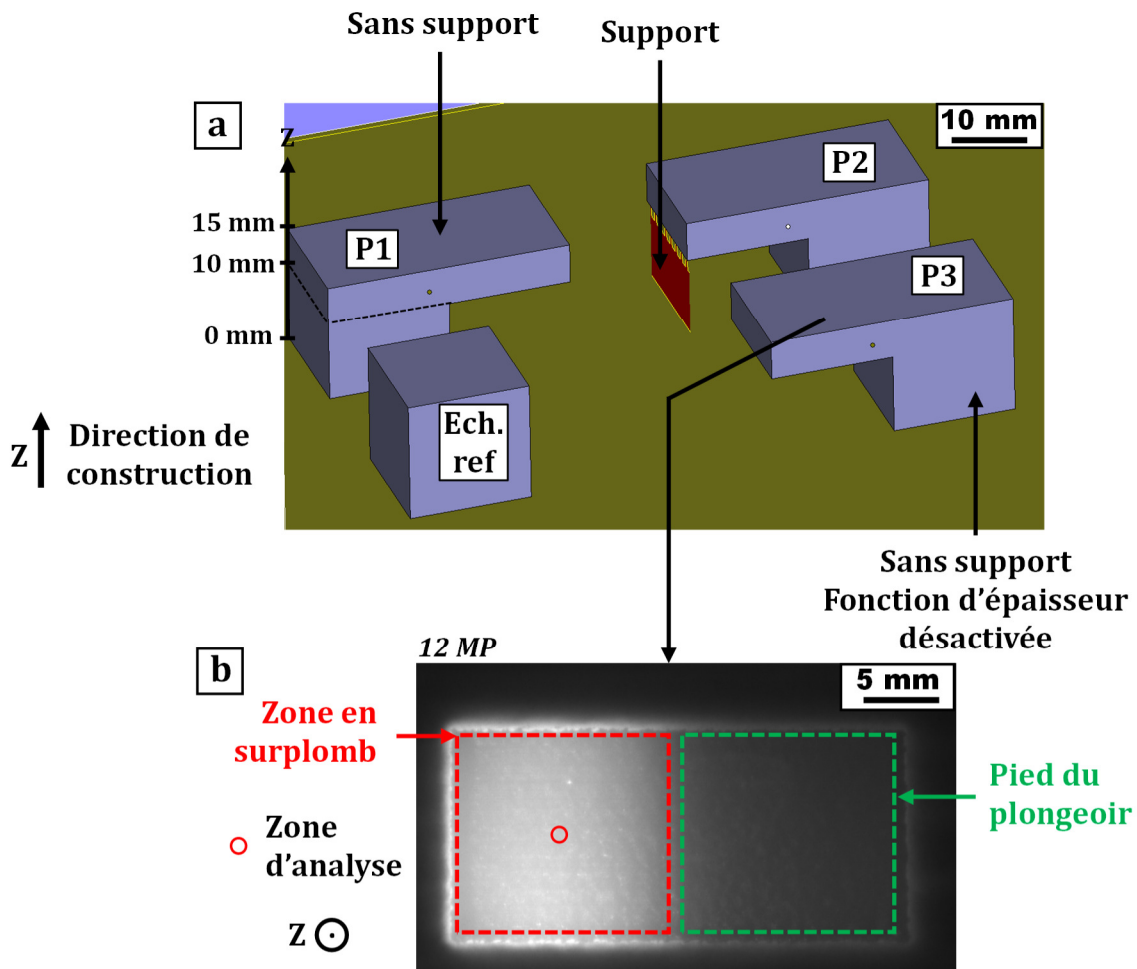 Sans support
Support
a
10 mm
Z
P2
15 mm
P1
P3
10 mm
0 mm
Ech.
ref
Z
Direction de
construction
Sans support
Fonction d'épaisseur
désactivée
12 MP
b
5 mm
Zone en
surplomb
Pied du
plongeoir
Zone
d'analyse
Z